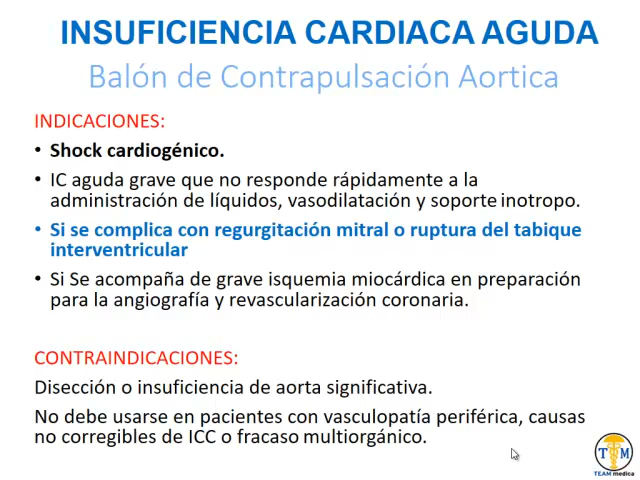 INSUFICIENCIA CARDIACA AGUDA
Balón de Contrapulsación Aortica
INDICACIONES:
• Shock cardiogénico.
• IC aguda grave que no responde rápidamente a la
administración de líquidos, vasodilatación y soporte inotropo.
• Si se complica con regurgitación mitral o ruptura del tabique
interventricular
• Si Se acompaña de grave isquemia miocárdica en preparación
para la angiografía y revascularización coronaria.
CONTRAINDICACIONES:
Disección o insuficiencia de aorta significativa.
No debe usarse en pacientes con vasculopatía periférica, causas
no corregibles de ICC o fracaso multiorgánico.
T M
TEAM medica